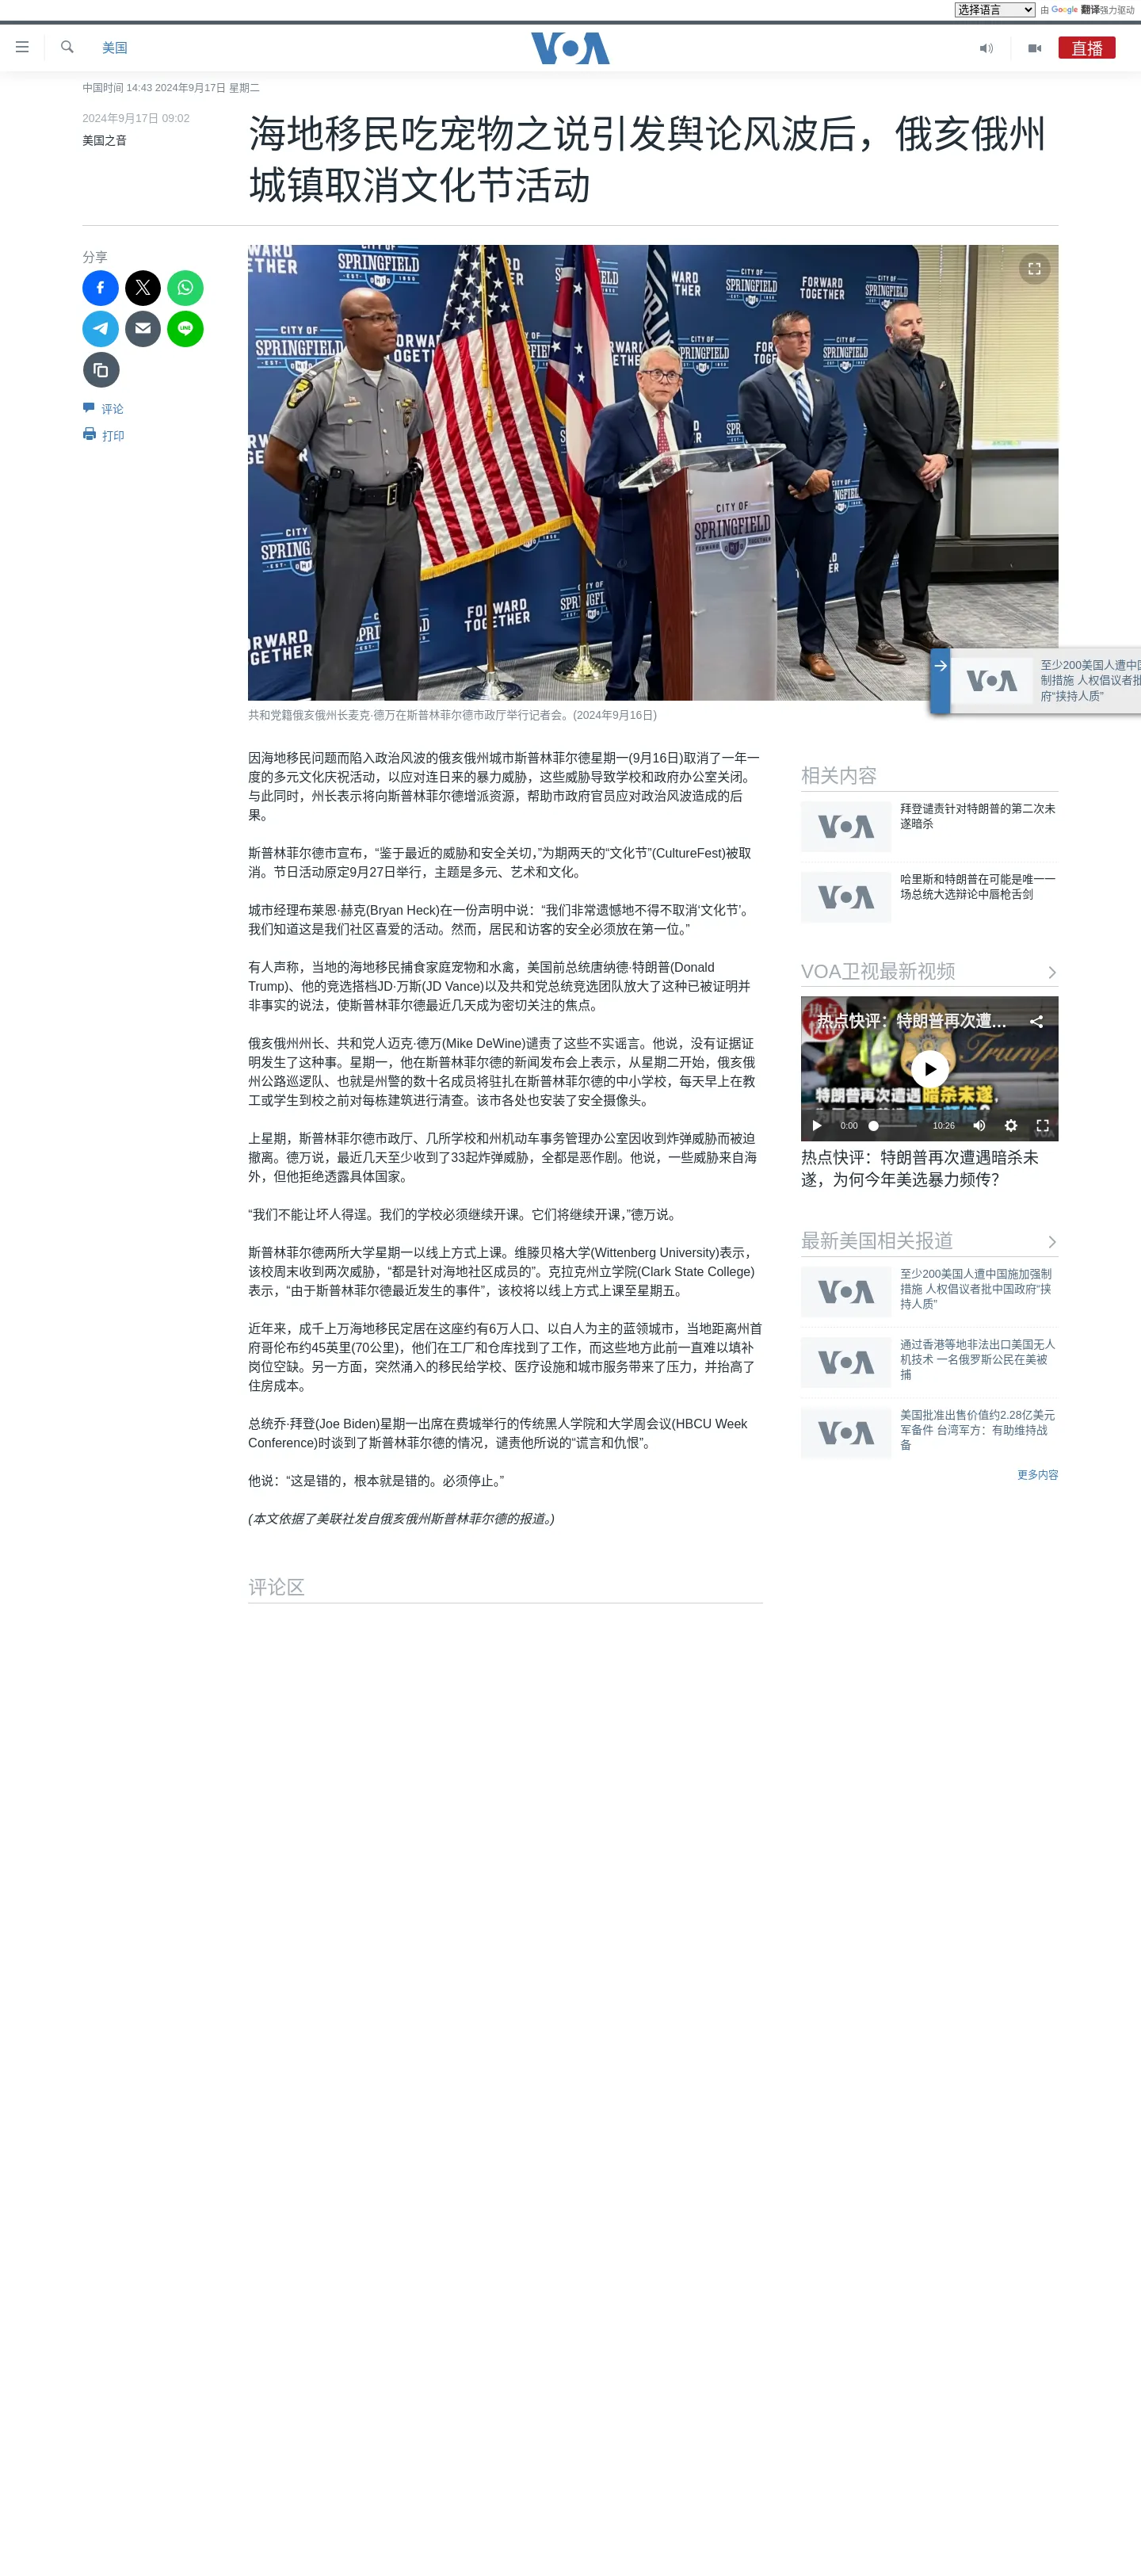 选择语言
由 Google 翻译强力驱动
美国
VOA
直播
中国时间 14:43 2024年9月17日 星期二
2024年9月17日 09:02
美国之音
海地移民吃宠物之说引发舆论风波后，俄亥俄州
城镇取消文化节活动
分享
评论
打印
CITY OF
SPRINGFIELD
FORWARD
TOGETHER
CITY OF
SPRINGFIELD
FORWARD TOGETHER
共和党籍俄亥俄州长麦克·德万在斯普林菲尔德市政厅举行记者会。(2024年9月16日)
至少200美国人遭中国
制措施 人权倡议者批
府“挟持人质”
因海地移民问题而陷入政治风波的俄亥俄州城市斯普林菲尔德星期一(9月16日)取消了一年一
度的多元文化庆祝活动，以应对连日来的暴力威胁，这些威胁导致学校和政府办公室关闭。
与此同时，州长表示将向斯普林菲尔德增派资源，帮助市政府官员应对政治风波造成的后
果。
斯普林菲尔德市宣布，“鉴于最近的威胁和安全关切，”为期两天的“文化节”(CultureFest)被取
消。节日活动原定9月27日举行，主题是多元、艺术和文化。
城市经理布莱恩·赫克(Bryan Heck)在一份声明中说：“我们非常遗憾地不得不取消‘文化节’。
我们知道这是我们社区喜爱的活动。然而，居民和访客的安全必须放在第一位。”
有人声称，当地的海地移民捕食家庭宠物和水禽，美国前总统唐纳德·特朗普(Donald
Trump)、他的竞选搭档JD·万斯(JD Vance)以及共和党总统竞选团队放大了这种已被证明并
非事实的说法，使斯普林菲尔德最近几天成为密切关注的焦点。
俄亥俄州州长、共和党人迈克·德万(Mike DeWine)谴责了这些不实谣言。他说，没有证据证
明发生了这种事。星期一，他在斯普林菲尔德的新闻发布会上表示，从星期二开始，俄亥俄
州公路巡逻队、也就是州警的数十名成员将驻扎在斯普林菲尔德的中小学校，每天早上在教
工或学生到校之前对每栋建筑进行清查。该市各处也安装了安全摄像头。
上星期，斯普林菲尔德市政厅、几所学校和州机动车事务管理办公室因收到炸弹威胁而被迫
撤离。德万说，最近几天至少收到了33起炸弹威胁，全都是恶作剧。他说，一些威胁来自海
外，但他拒绝透露具体国家。
“我们不能让坏人得逞。我们的学校必须继续开课。它们将继续开课，”德万说。
斯普林菲尔德两所大学星期一以线上方式上课。维滕贝格大学(Wittenberg University)表示，
该校周末收到两次威胁，“都是针对海地社区成员的”。克拉克州立学院(Clark State College)
表示，“由于斯普林菲尔德最近发生的事件”，该校将以线上方式上课至星期五。
近年来，成千上万海地移民定居在这座约有6万人口、以白人为主的蓝领城市，当地距离州首
府哥伦布约45英里(70公里)，他们在工厂和仓库找到了工作，而这些地方此前一直难以填补
岗位空缺。另一方面，突然涌入的移民给学校、医疗设施和城市服务带来了压力，并抬高了
住房成本。
总统乔·拜登(Joe Biden)星期一出席在费城举行的传统黑人学院和大学周会议(HBCU Week
Conference)时谈到了斯普林菲尔德的情况，谴责他所说的“谎言和仇恨”。
他说：“这是错的，根本就是错的。必须停止。”
(本文依据了美联社发自俄亥俄州斯普林菲尔德的报道。)
评论区
相关内容
拜登谴责针对特朗普的第二次未
遂暗杀
哈里斯和特朗普在可能是唯一一
场总统大选辩论中唇枪舌剑
VOA卫视最新视频
热点快评：特朗普再次遭...
特朗普再次遭遇暗杀未遂，
0:00
10:26
热点快评：特朗普再次遭遇暗杀未
遂，为何今年美选暴力频传？
最新美国相关报道
至少200美国人遭中国施加强制
措施 人权倡议者批中国政府“挟
持人质”
通过香港等地非法出口美国无人
机技术 一名俄罗斯公民在美被
捕
美国批准出售价值约2.28亿美元
军备件 台湾军方：有助维持战
备
更多内容